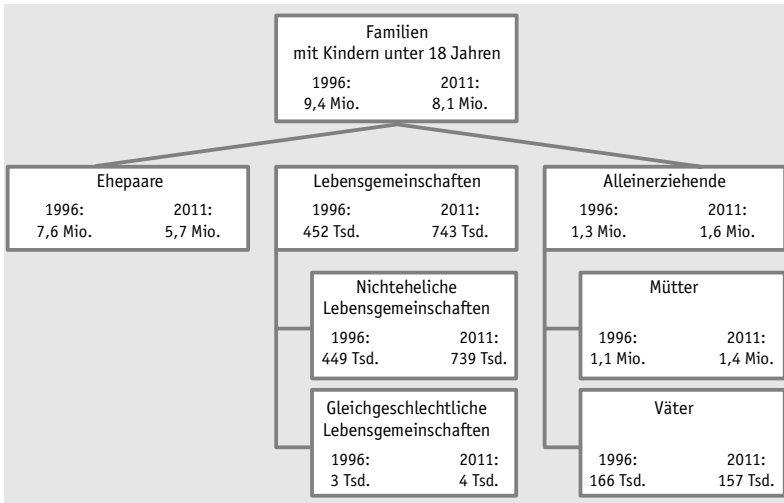 Familien
mit Kindern unter 18 Jahren
1996: 2011:
9,4 Mio. 8,1 Mio.
Ehepaare
1996: 2011:
7,6 Mio. 5,7 Mio.
Lebensgemeinschaften
1996: 2011:
452 Tsd. 743 Tsd.
Alleinerziehende
1996: 2011:
1,3 Mio. 1,6 Mio.
Nichteheliche
Lebensgemeinschaften
1996: 2011:
449 Tsd. 739 Tsd.
Mütter
1996: 2011:
1,1 Mio. 1,4 Mio.
Gleichgeschlechtliche
Lebensgemeinschaften
1996: 2011:
3 Tsd. 4 Tsd.
Väter
1996: 2011:
166 Tsd. 157 Tsd.